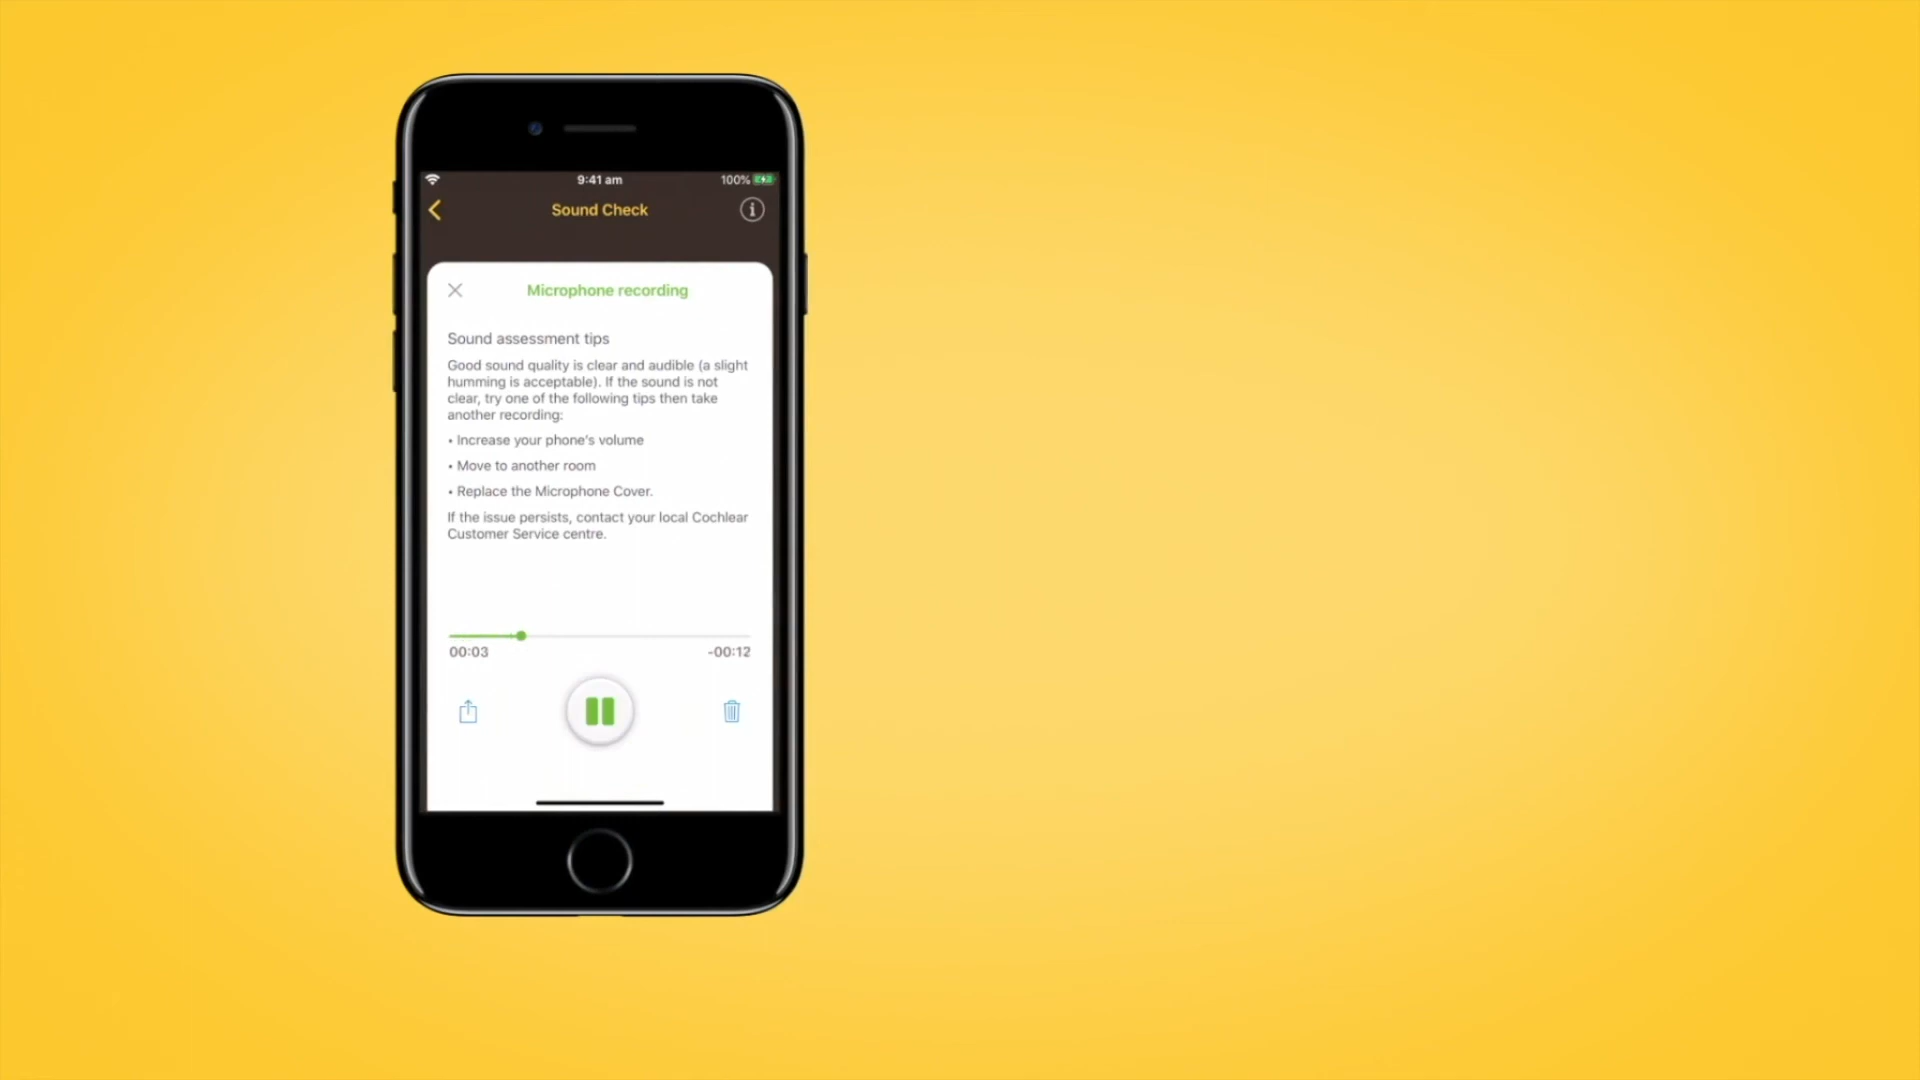 9:41 am
100%
Sound Check
Microphone recording
Sound assessment tips
Good sound quality is clear and audible (a slight
humming is acceptable). If the sound is not
clear, try one of the following tips then take
another recording:
• Increase your phone's volume
• Move to another room
• Replace the Microphone Cover.
If the issue persists, contact your local Cochlear
Customer Service centre.
00:03
-00:12